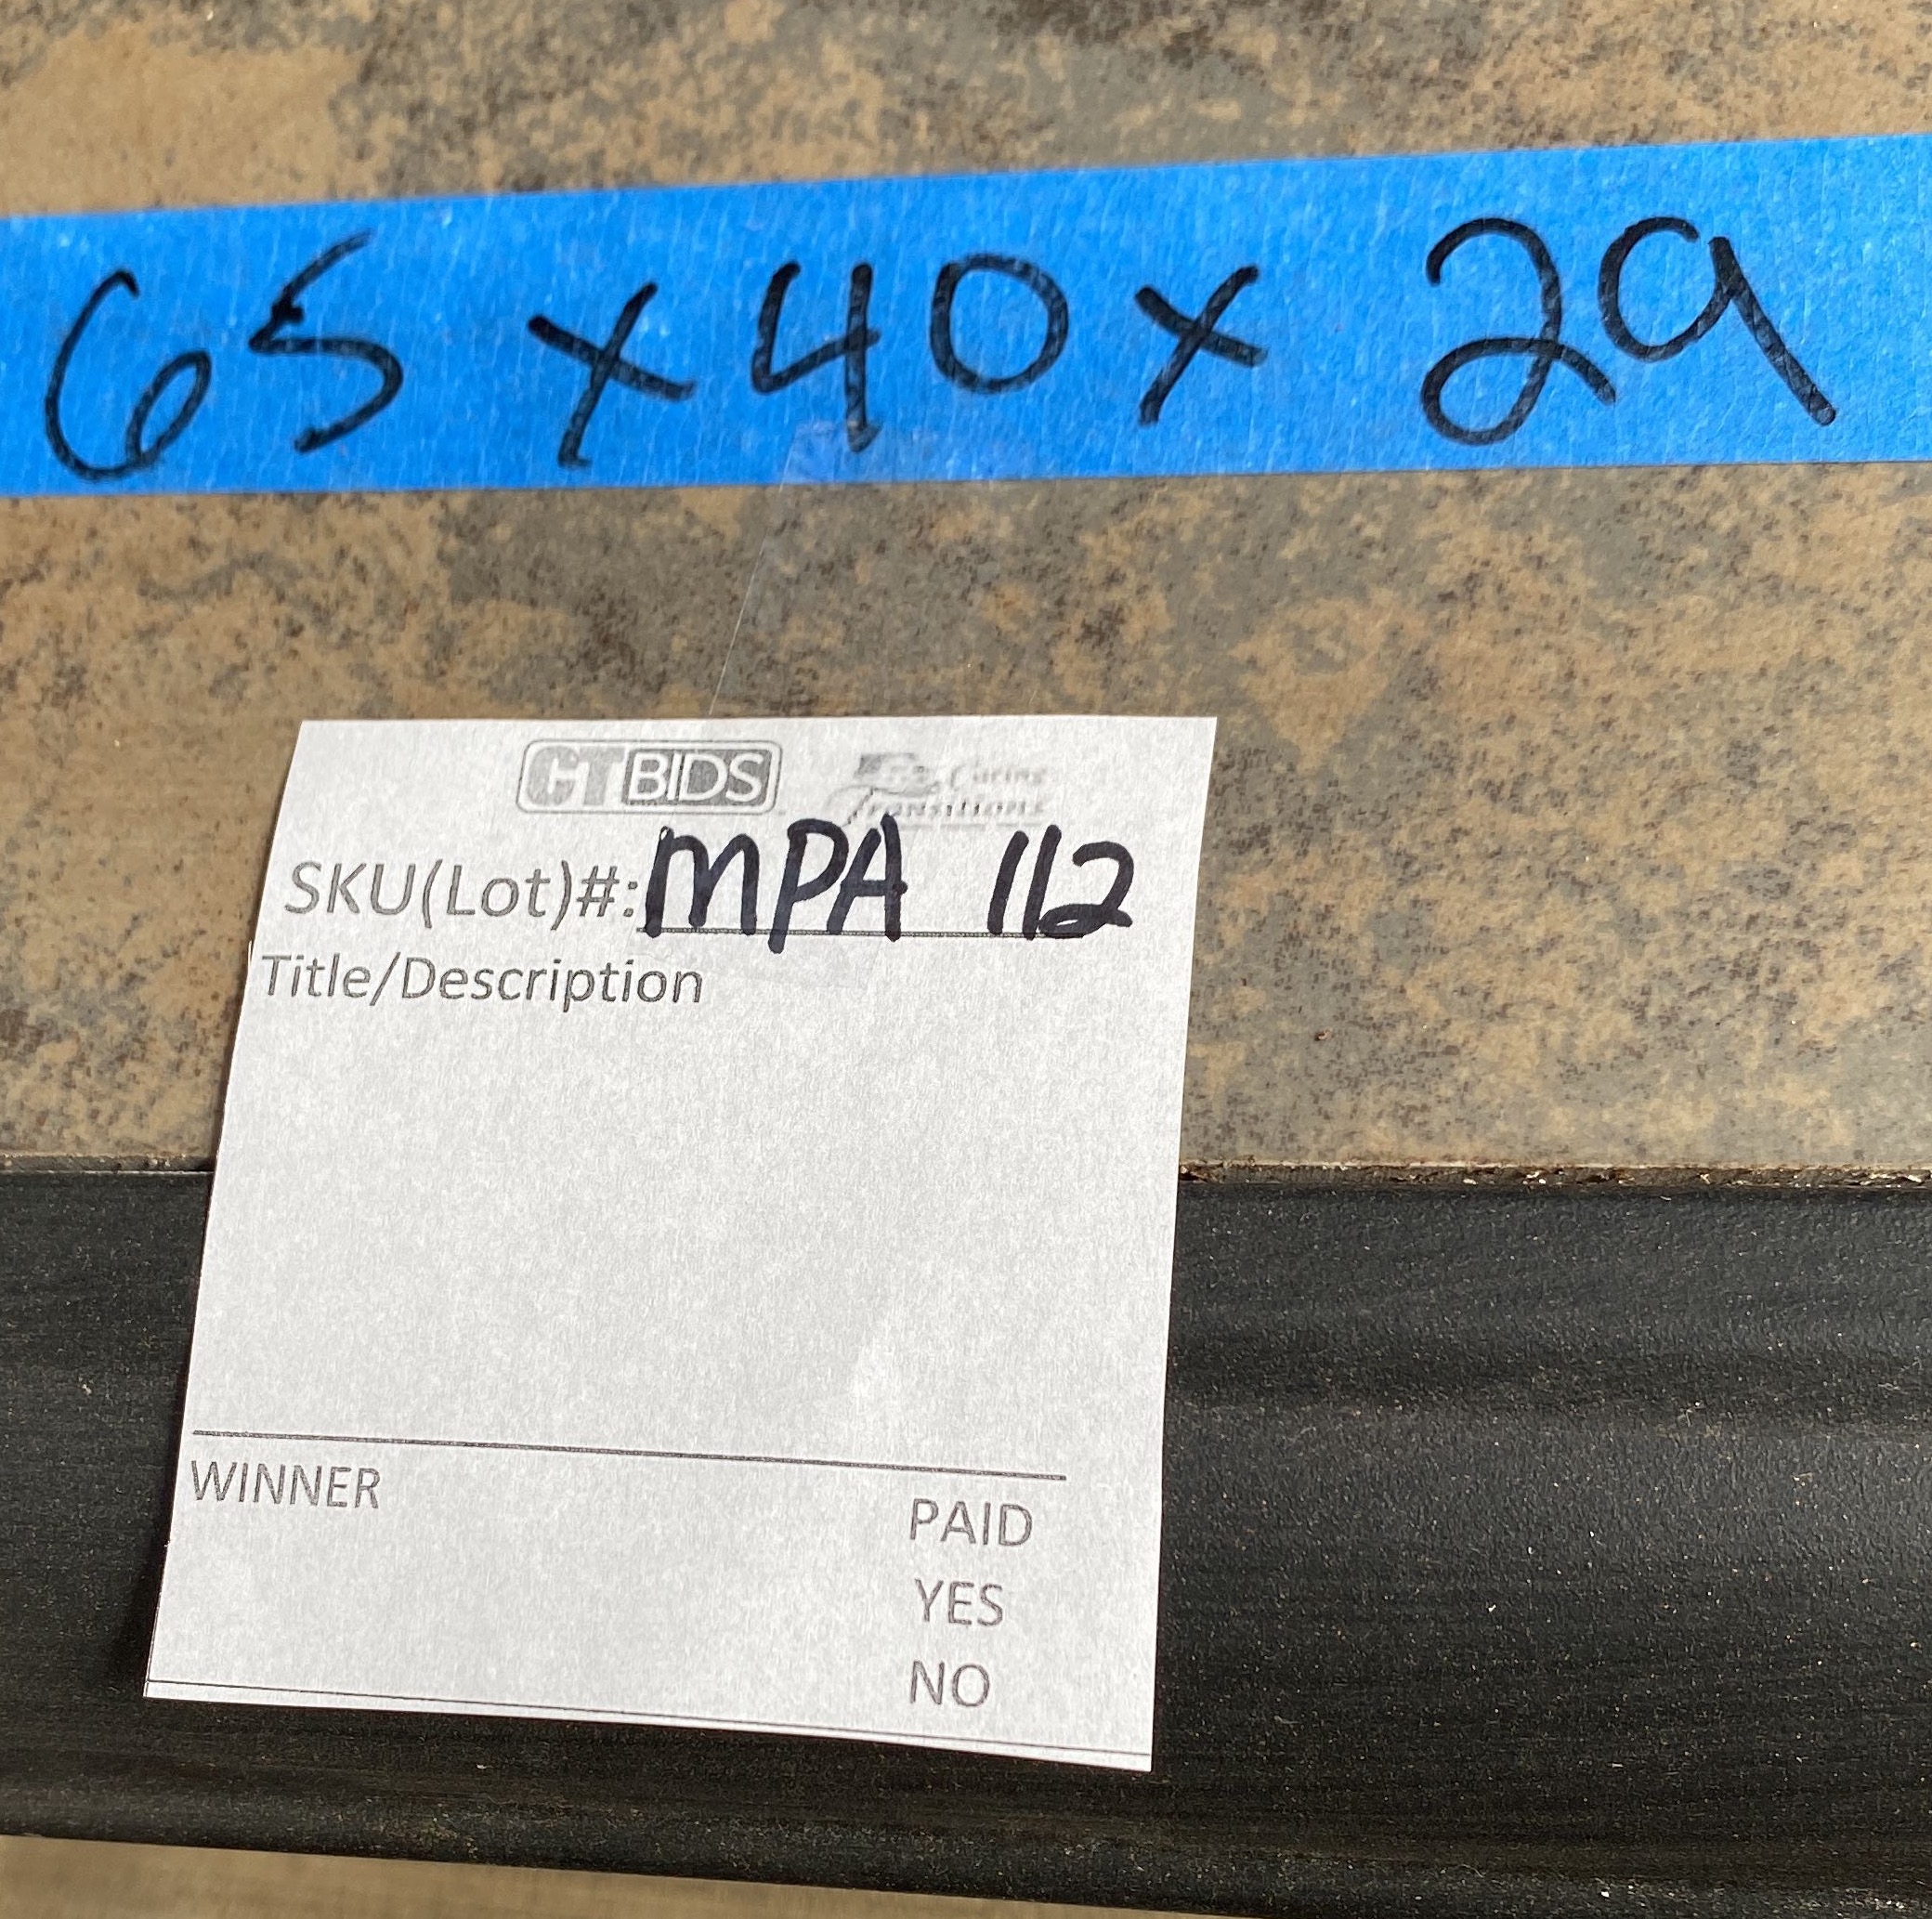 65 x 40 x 29
CTBIDS Caring
Transitions
SKU(Lot)#: MPA 112
Title/Description
WINNER
PAID
YES
NO